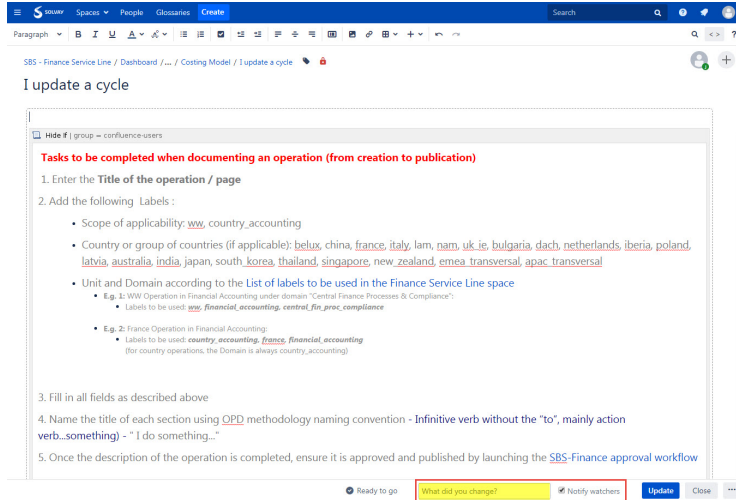 SOLVAY Spaces People Glossaries Create Search
Paragraph B I U A
SBS - Finance Service Line / Dashboard / ... / Costing Model / I update a cycle
I update a cycle
Hide If | group = confluence-users
Tasks to be completed when documenting an operation (from creation to publication)
1. Enter the Title of the operation / page
2. Add the following Labels :
• Scope of applicability: ww, country_accounting
• Country or group of countries (if applicable): belux, china, france, italy, lam, nam, uk_ie, bulgaria, dach, netherlands, iberia, poland,
latvia, australia, india, japan, south_korea, thailand, singapore, new_zealand, emea_transversal, apac_transversal
• Unit and Domain according to the List of labels to be used in the Finance Service Line space
• E.g. 1: WW Operation in Financial Accounting under domain "Central Finance Processes & Compliance":
• Labels to be used: ww, financial_accounting, central_fin_proc_compliance
• E.g. 2: France Operation in Financial Accounting:
• Labels to be used: country_accounting, france, financial_accounting
(for country operations, the Domain is always country_accounting)
3. Fill in all fields as described above
4. Name the title of each section using OPD methodology naming convention - Infinitive verb without the "to", mainly action
verb...something) - " I do something..."
5. Once the description of the operation is completed, ensure it is approved and published by launching the SBS-Finance approval workflow
Ready to go What did you change? Notify watchers Update Close ...